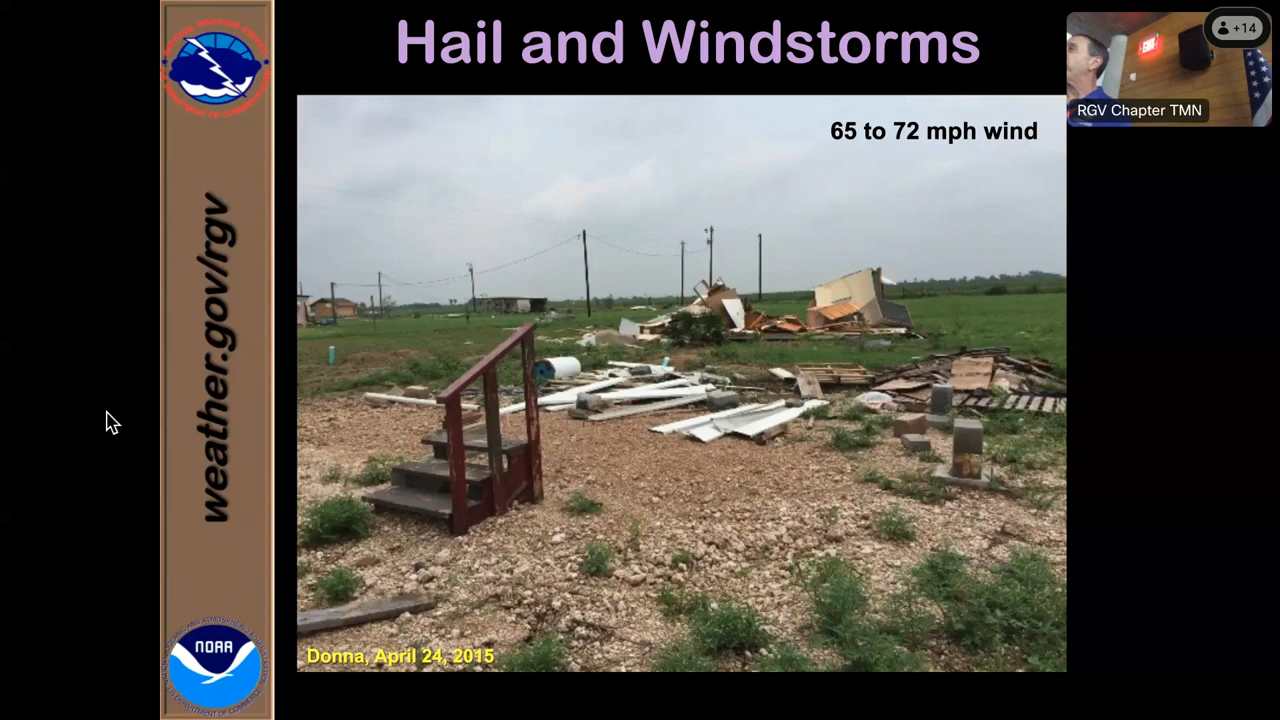 Hail and Windstorms
+14
EXIT
RGV Chapter TMN
65 to 72 mph wind
weather.gov/rgv
NOAA
Donna, April 24, 2015